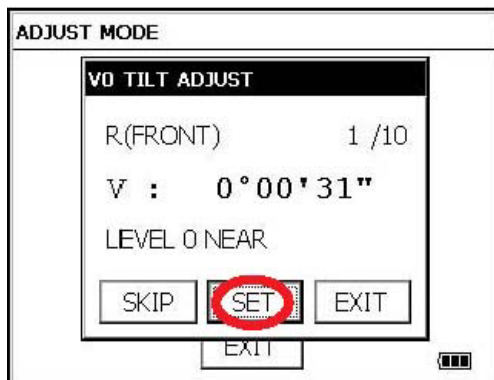 ADJUST MODE
V0 TILT ADJUST
R(FRONT) 1 /10
V : 0°00'31"
LEVEL 0 NEAR
SKIP SET EXIT
EXIT